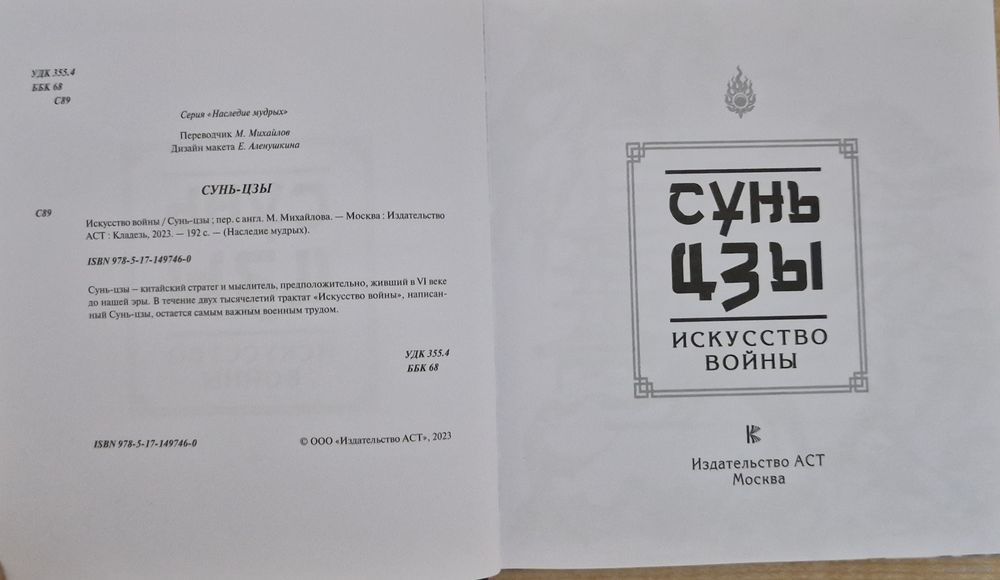 УДК 355.4
ББК 68
С89
Серия «Наследие мудрых»
Переводчик М. Михайлов
Дизайн макета Е. Аленушкина
СУНЬ-ЦЗЫ
С89
Искусство войны / Сунь-цзы ; пер. с англ. М. Михайлова. — Москва : Издательство
АСТ : Кладезь, 2023. — 192 с. — (Наследие мудрых).
ISBN 978-5-17-149746-0
Сунь-цзы – китайский стратег и мыслитель, предположительно, живший в VI веке
до нашей эры. В течение двух тысячелетий трактат «Искусство войны», написан-
ный Сунь-цзы, остается самым важным военным трудом.
УДК 355.4
ББК 68
ISBN 978-5-17-149746-0
© ООО «Издательство АСТ», 2023
СУНЬ
ЦЗЫ
ИСКУССТВО
ВОЙНЫ
Издательство АСТ
Москва